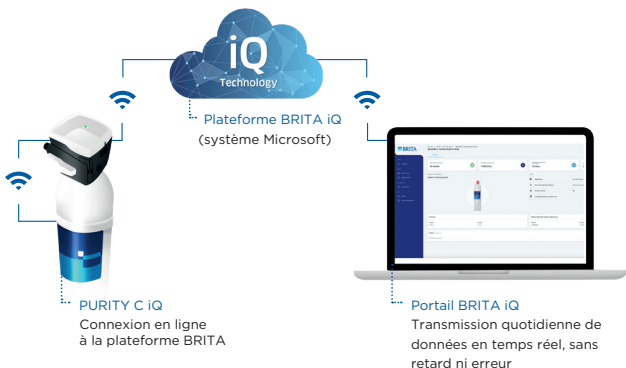 iQ
Technology
Plateforme BRITA iQ
(système Microsoft)
BRITA
PURITY C iQ
Connexion en ligne
à la plateforme BRITA
Portail BRITA iQ
Transmission quotidienne de
données en temps réel, sans
retard ni erreur